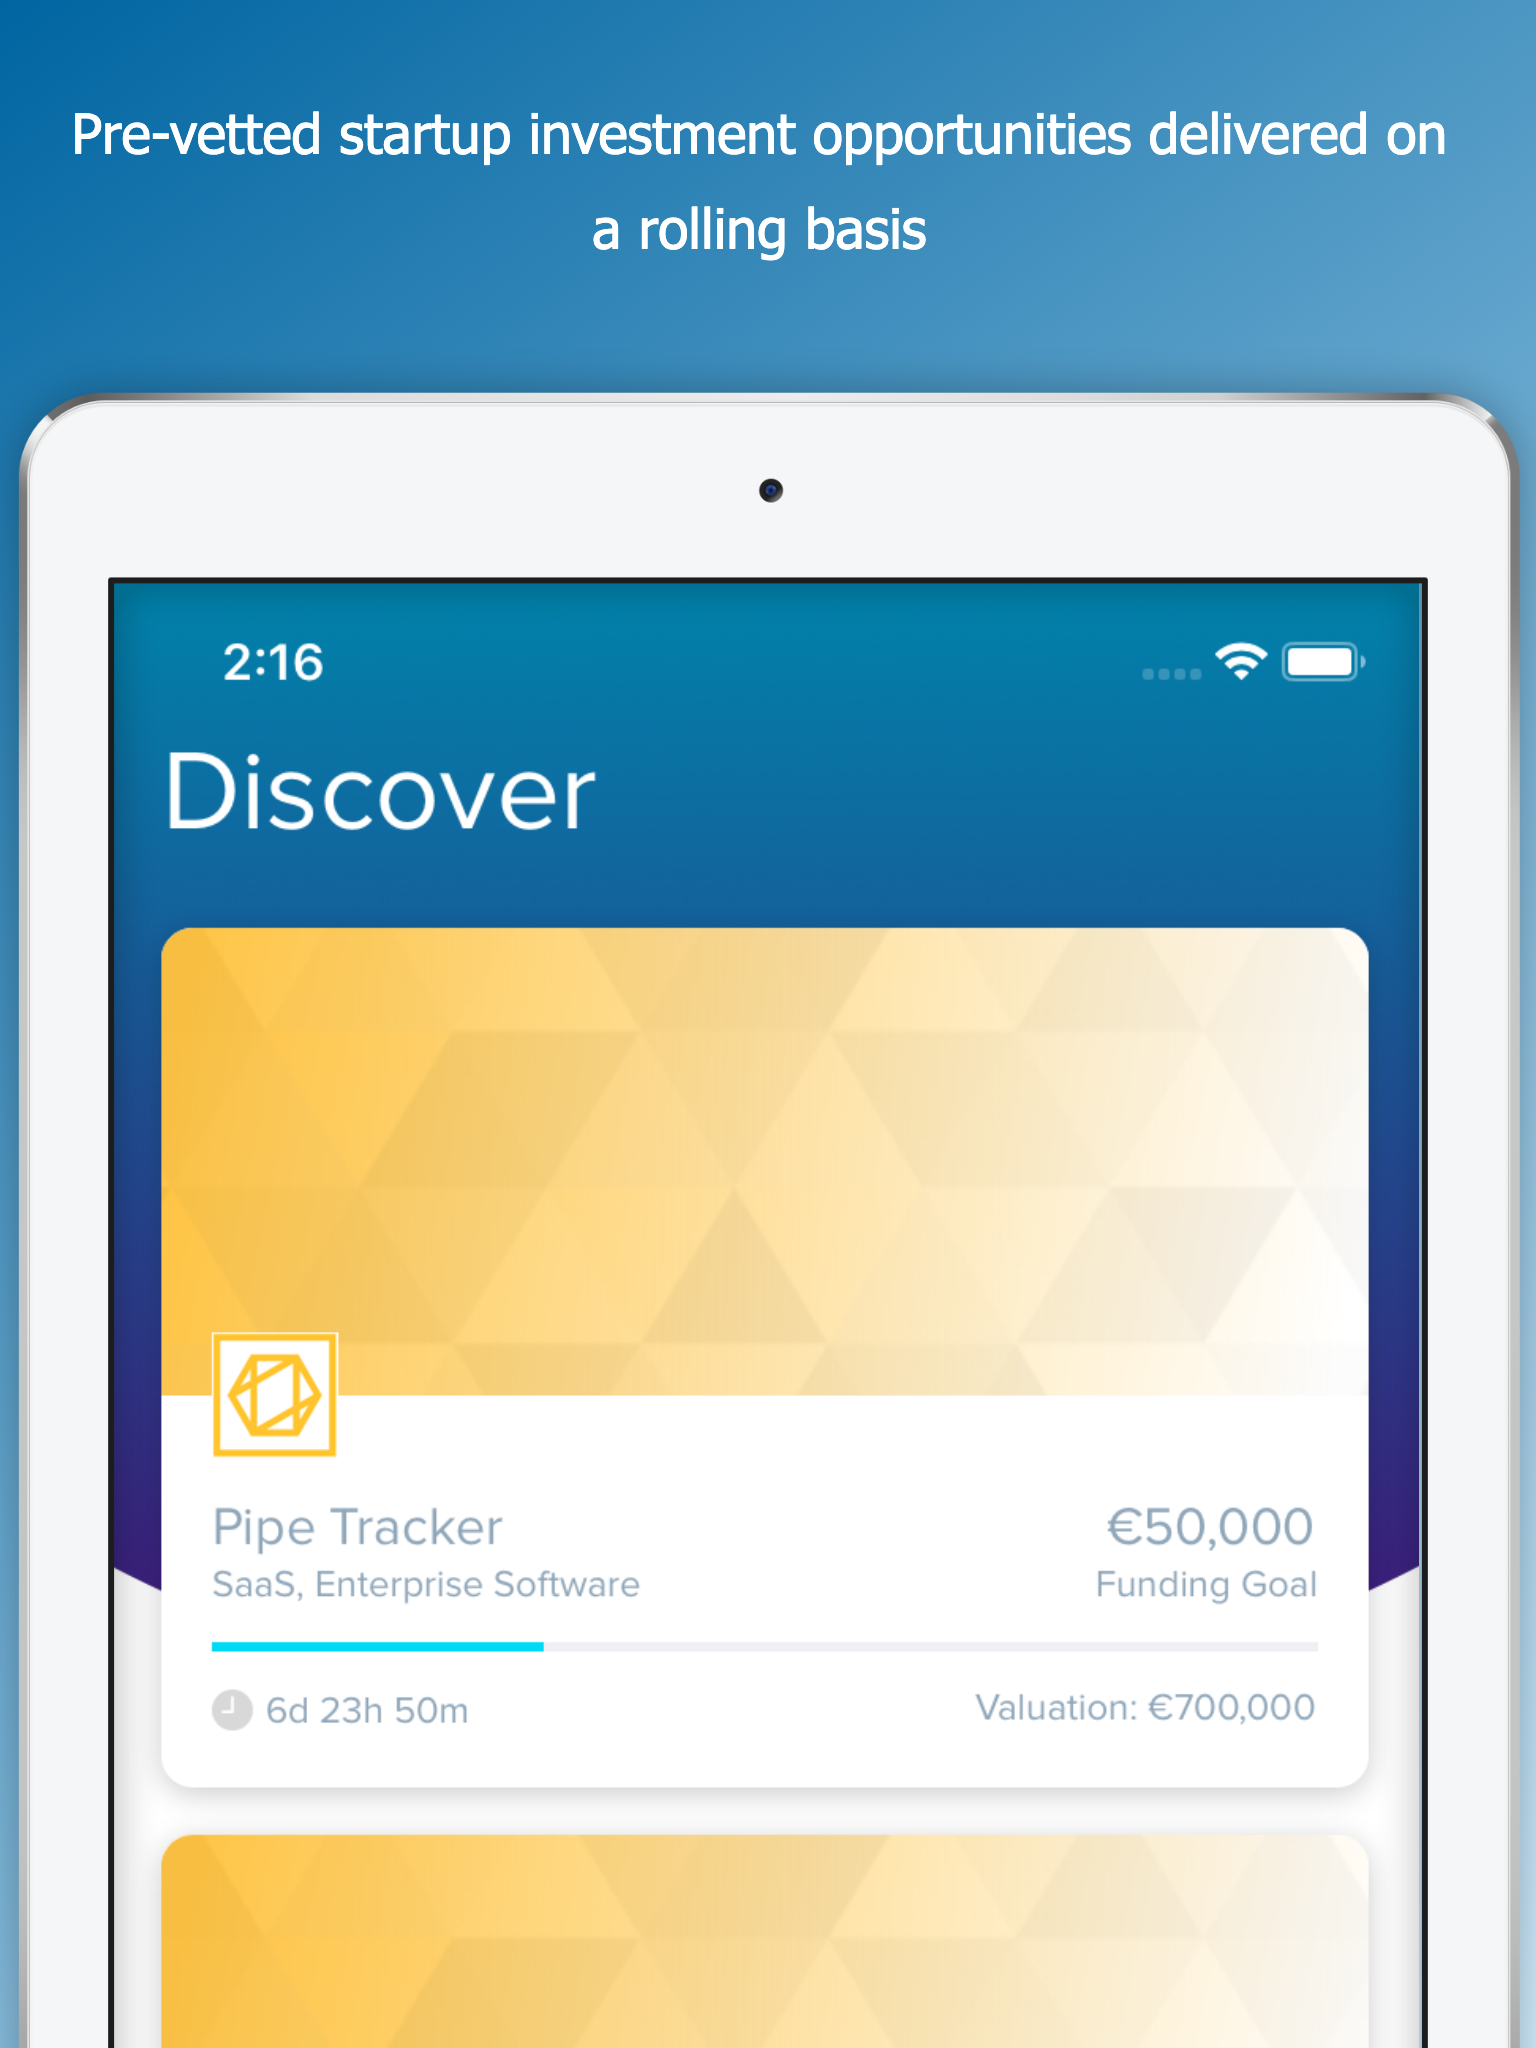 Pre-vetted startup investment opportunities delivered on
a rolling basis
2:16
Discover
Pipe Tracker
€50,000
SaaS, Enterprise Software
Funding Goal
6d 23h 50m
Valuation: €700,000